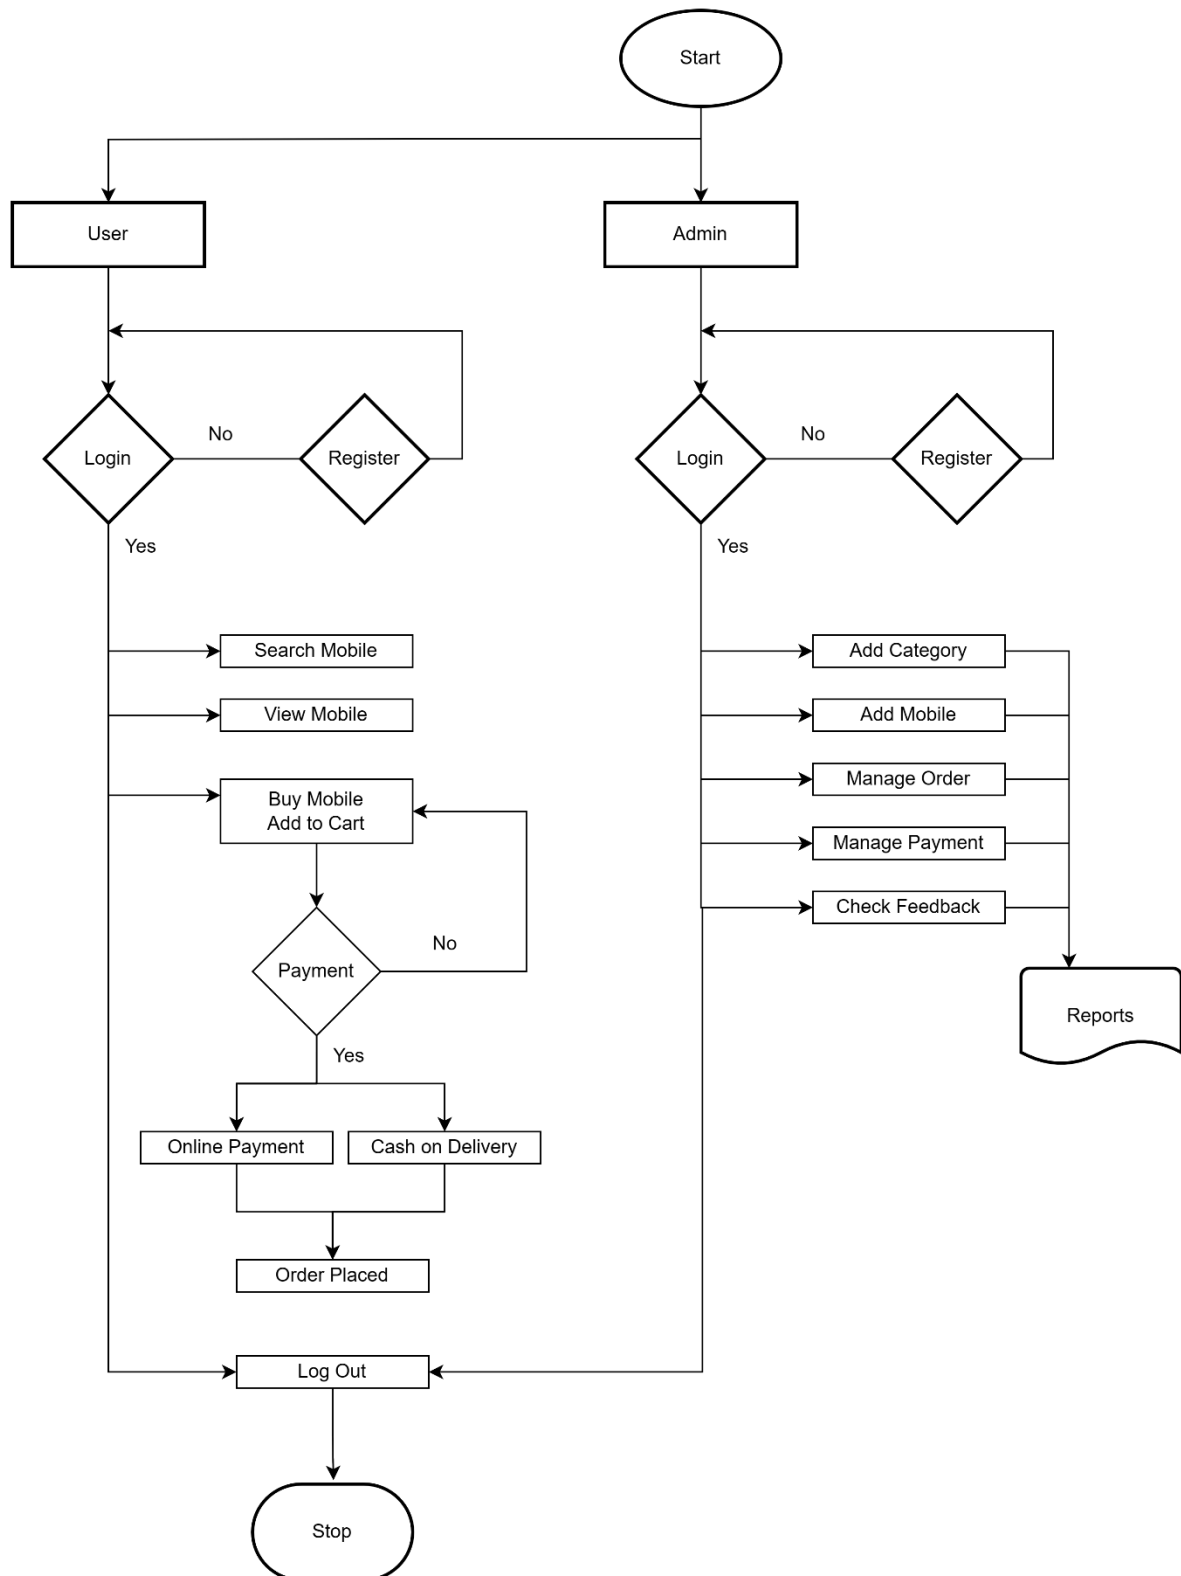 Start
User
Admin
Login
No
Register
Login
No
Register
Yes
Yes
Search Mobile
Add Category
View Mobile
Add Mobile
Buy Mobile
Add to Cart
Manage Order
Manage Payment
Check Feedback
Payment
No
Reports
Yes
Online Payment
Cash on Delivery
Order Placed
Log Out
Stop